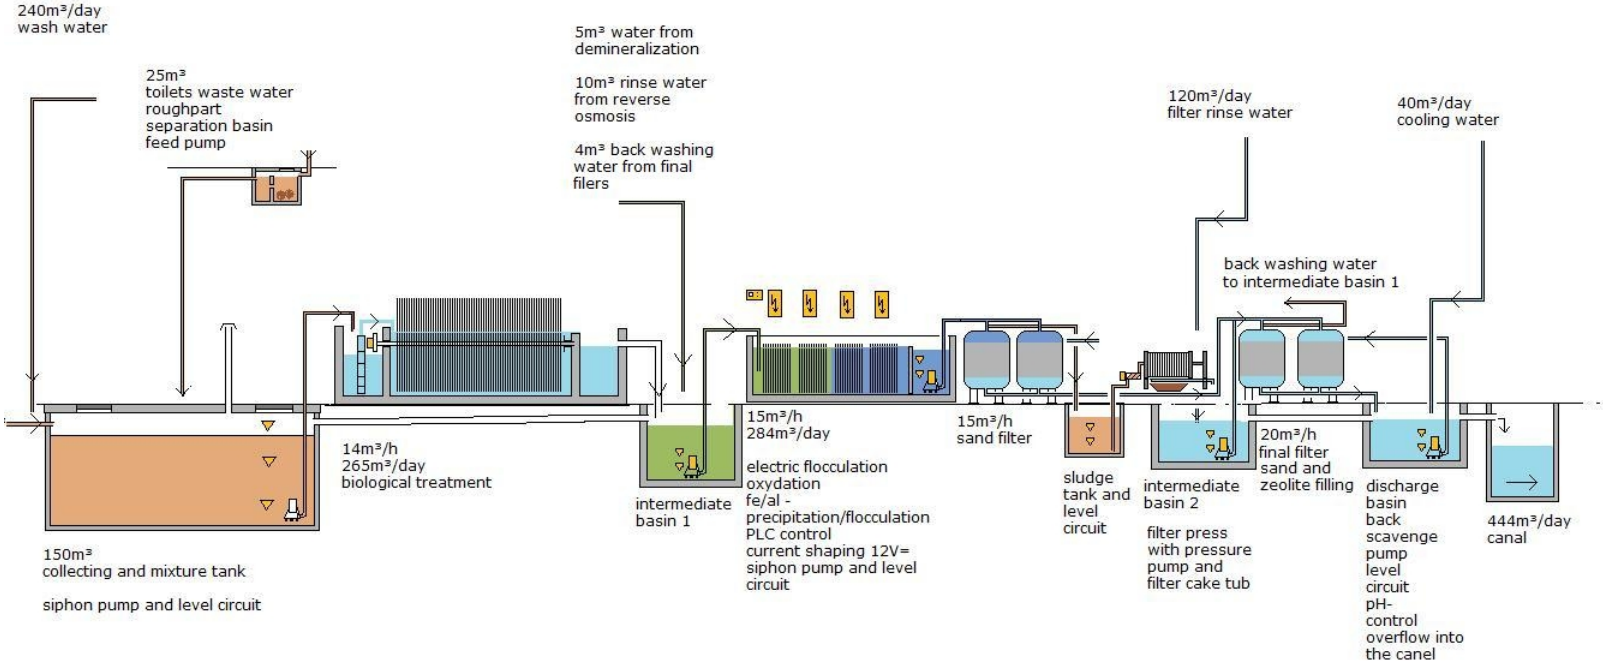 240m³/day
wash water
25m³
toilets waste water
roughpart
separation basin
feed pump
5m³ water from
demineralization
10m³ rinse water
from reverse
osmosis
4m³ back washing
water from final
filers
120m³/day
filter rinse water
40m³/day
cooling water
back washing water
to intermediate basin 1
150m³
collecting and mixture tank
siphon pump and level circuit
14m³/h
265m³/day
biological treatment
intermediate
basin 1
15m³/h
284m³/day
electric flocculation
oxydation
fe/al -
precipitation/flocculation
PLC control
current shaping 12V=
siphon pump and level
circuit
15m³/h
sand filter
sludge
tank and
level
circuit
intermediate
basin 2
filter press
with pressure
pump and
filter cake tub
20m³/h
final filter
sand and
zeolite filling
discharge
basin
back
scavenge
pump
level
circuit
pH-
control
overflow into
the canel
444m³/day
canal